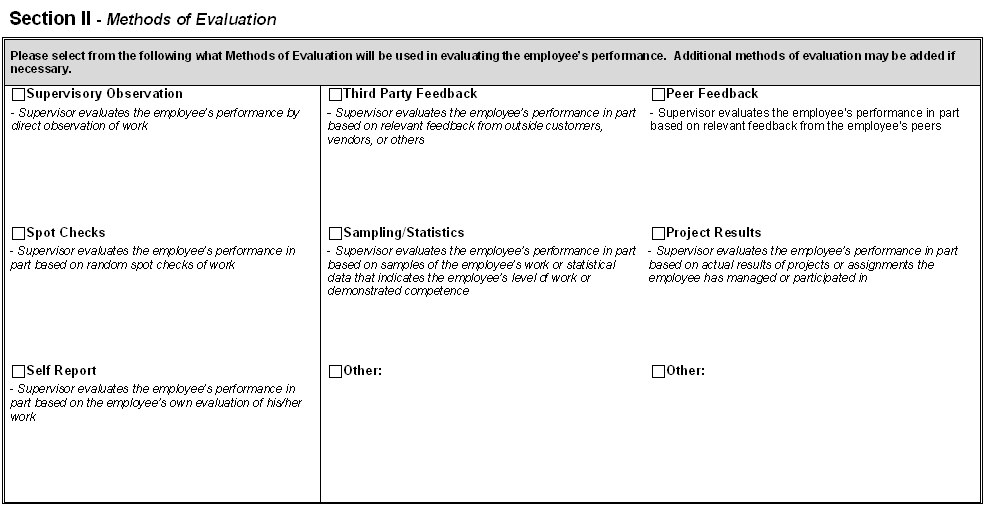 Section II - Methods of Evaluation
Please select from the following what Methods of Evaluation will be used in evaluating the employee's performance. Additional methods of evaluation may be added if
necessary.
Supervisory Observation
- Supervisor evaluates the employee's performance by
direct observation of work
Third Party Feedback
- Supervisor evaluates the employee's performance in part
based on relevant feedback from outside customers,
vendors, or others
Peer Feedback
- Supervisor evaluates the employee's performance in part
based on relevant feedback from the employee's peers
Spot Checks
- Supervisor evaluates the employee's performance in
part based on random spot checks of work
Sampling/Statistics
- Supervisor evaluates the employee's performance in part
based on samples of the employee's work or statistical
data that indicates the employee's level of work or
demonstrated competence
Project Results
- Supervisor evaluates the employee's performance in part
based on actual results of projects or assignments the
employee has managed or participated in
Self Report
- Supervisor evaluates the employee's performance in
part based on the employee's own evaluation of his/her
work
Other:
Other: